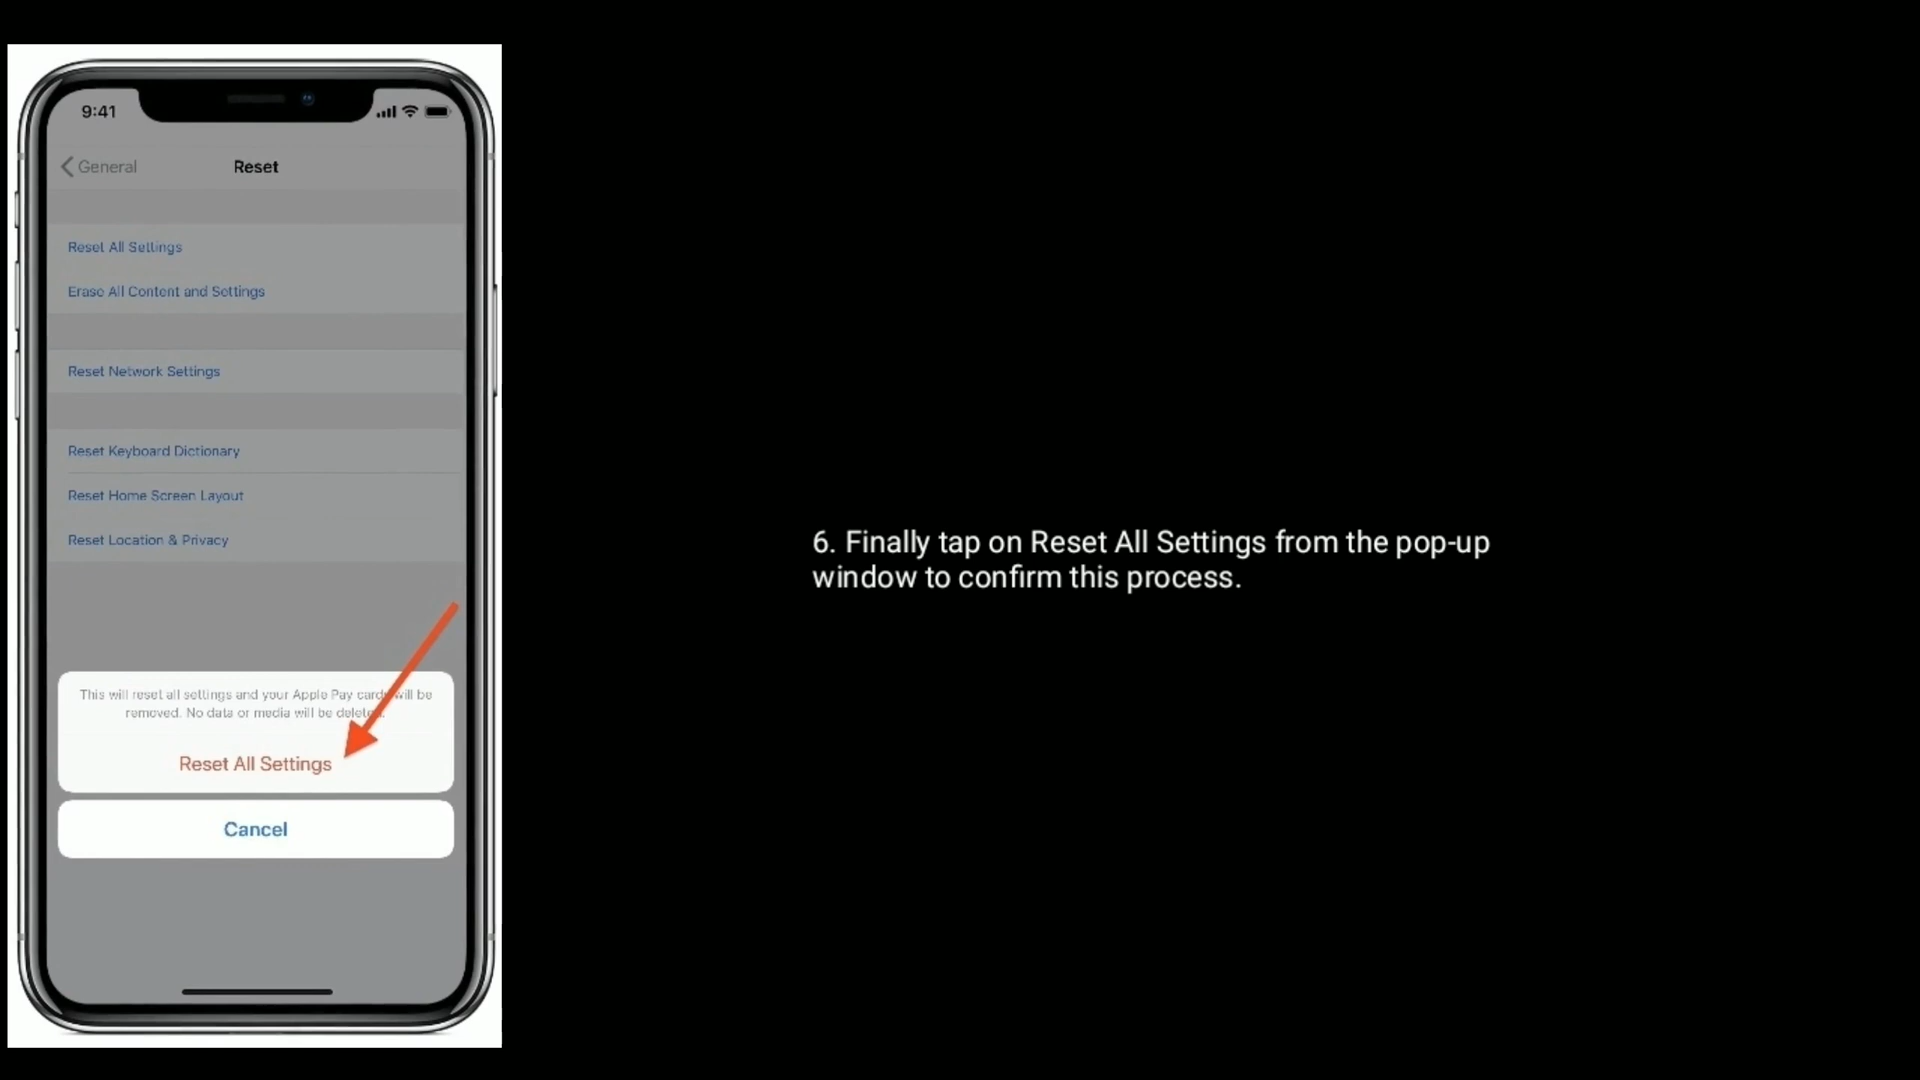 9:41
General
Reset
Reset All Settings
Erase All Content and Settings
Reset Network Settings
Reset Keyboard Dictionary
Reset Home Screen Layout
Reset Location & Privacy
This will reset all settings and your Apple Pay cards will be
removed. No data or media will be deleted.
Reset All Settings
Cancel
6. Finally tap on Reset All Settings from the pop-up
window to confirm this process.